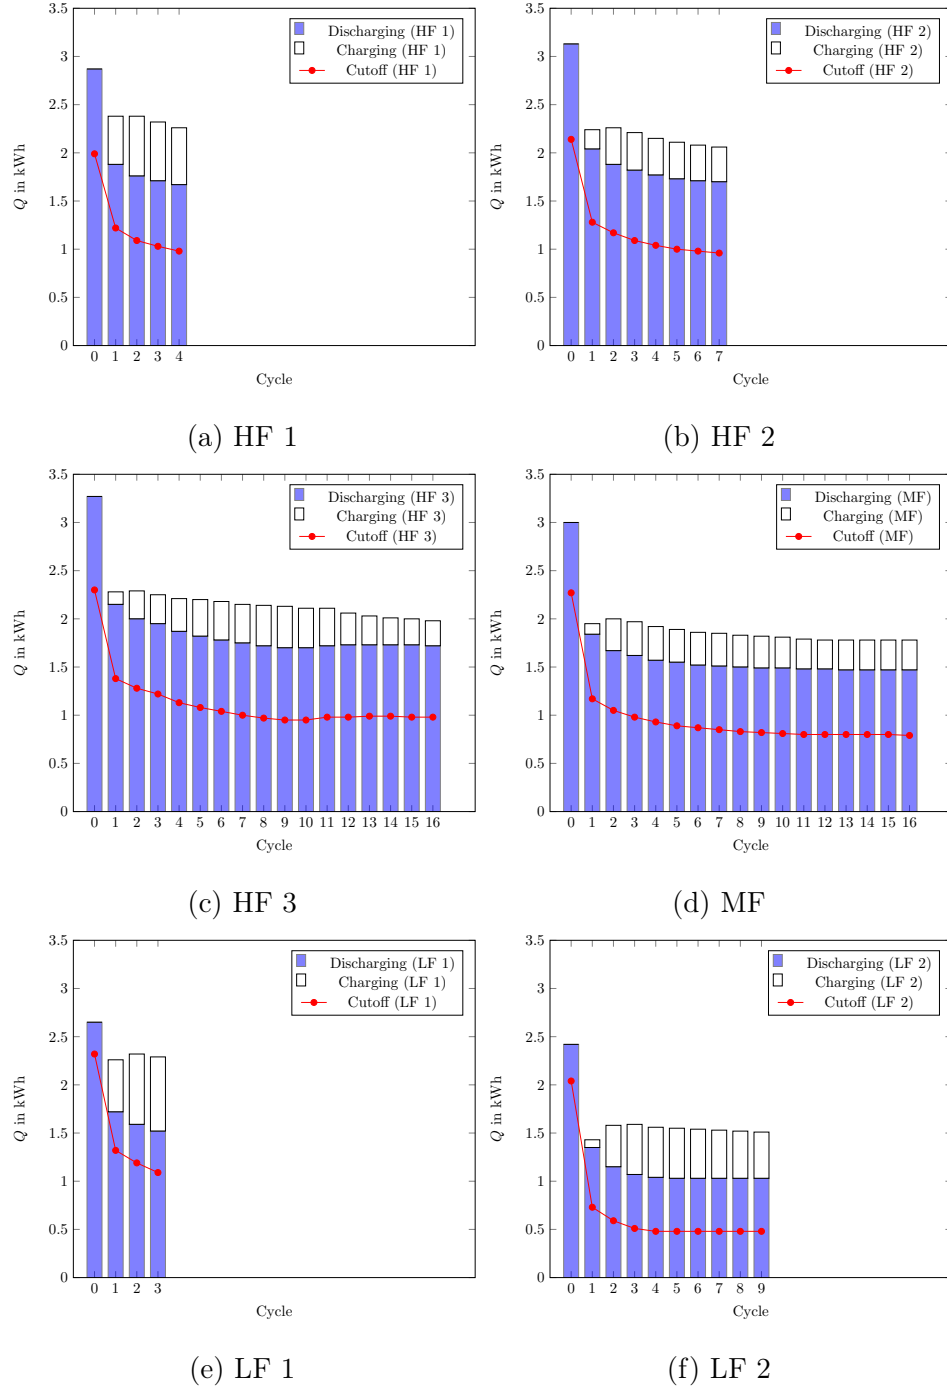 3.5
3
2.5
2
1.5
1
0.5
0
Q in kWh
Discharging (HF 1)
Charging (HF 1)
Cutoff (HF 1)
0 1 2 3 4
Cycle
(a) HF 1
3.5
3
2.5
2
1.5
1
0.5
0
Q in kWh
Discharging (HF 2)
Charging (HF 2)
Cutoff (HF 2)
0 1 2 3 4 5 6 7
Cycle
(b) HF 2
3.5
3
2.5
2
1.5
1
0.5
0
Q in kWh
Discharging (HF 3)
Charging (HF 3)
Cutoff (HF 3)
0 1 2 3 4 5 6 7 8 9 10 11 12 13 14 15 16
Cycle
(c) HF 3
3.5
3
2.5
2
1.5
1
0.5
0
Q in kWh
Discharging (MF)
Charging (MF)
Cutoff (MF)
0 1 2 3 4 5 6 7 8 9 10 11 12 13 14 15 16
Cycle
(d) MF
3.5
3
2.5
2
1.5
1
0.5
0
Q in kWh
Discharging (LF 1)
Charging (LF 1)
Cutoff (LF 1)
0 1 2 3
Cycle
(e) LF 1
3.5
3
2.5
2
1.5
1
0.5
0
Q in kWh
Discharging (LF 2)
Charging (LF 2)
Cutoff (LF 2)
0 1 2 3 4 5 6 7 8 9
Cycle
(f) LF 2